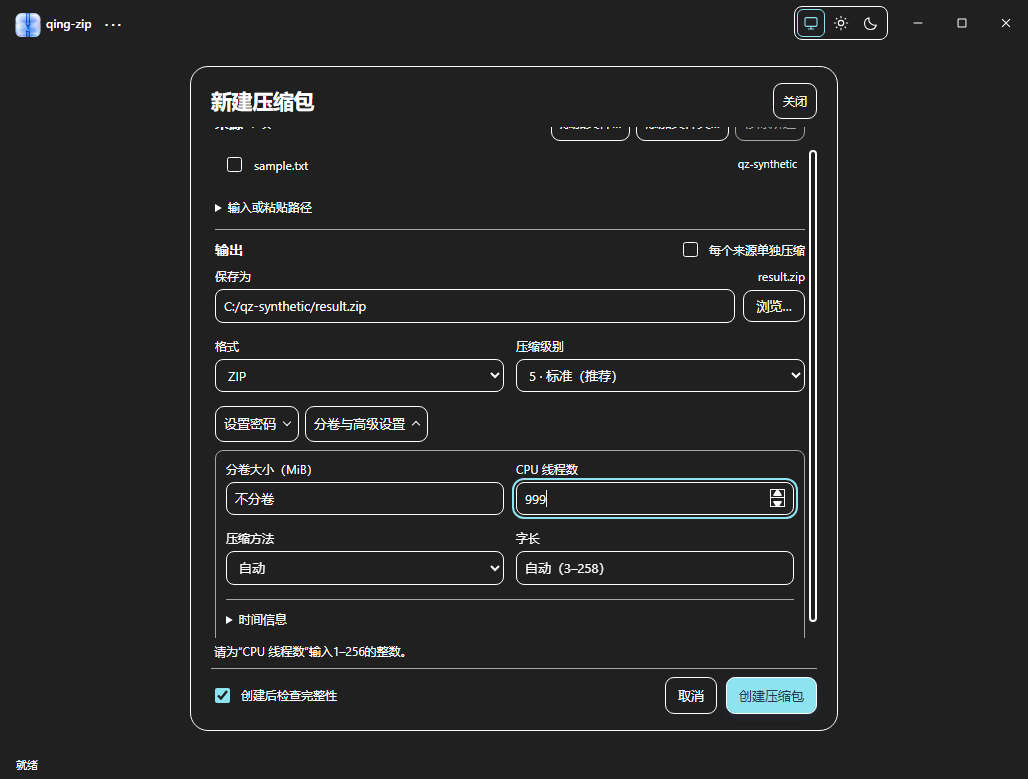 qing-zip ...
新建压缩包
关闭
sample.txt
qz-synthetic
输入或粘贴路径
输出
每个来源单独压缩
保存为
result.zip
C:/qz-synthetic/result.zip
浏览...
格式
压缩级别
ZIP
5 · 标准（推荐）
设置密码
分卷与高级设置
分卷大小（MiB）
CPU 线程数
不分卷
999
压缩方法
字长
自动
自动（3–258）
时间信息
请为“CPU 线程数”输入1–256的整数。
创建后检查完整性
取消
创建压缩包
就绪